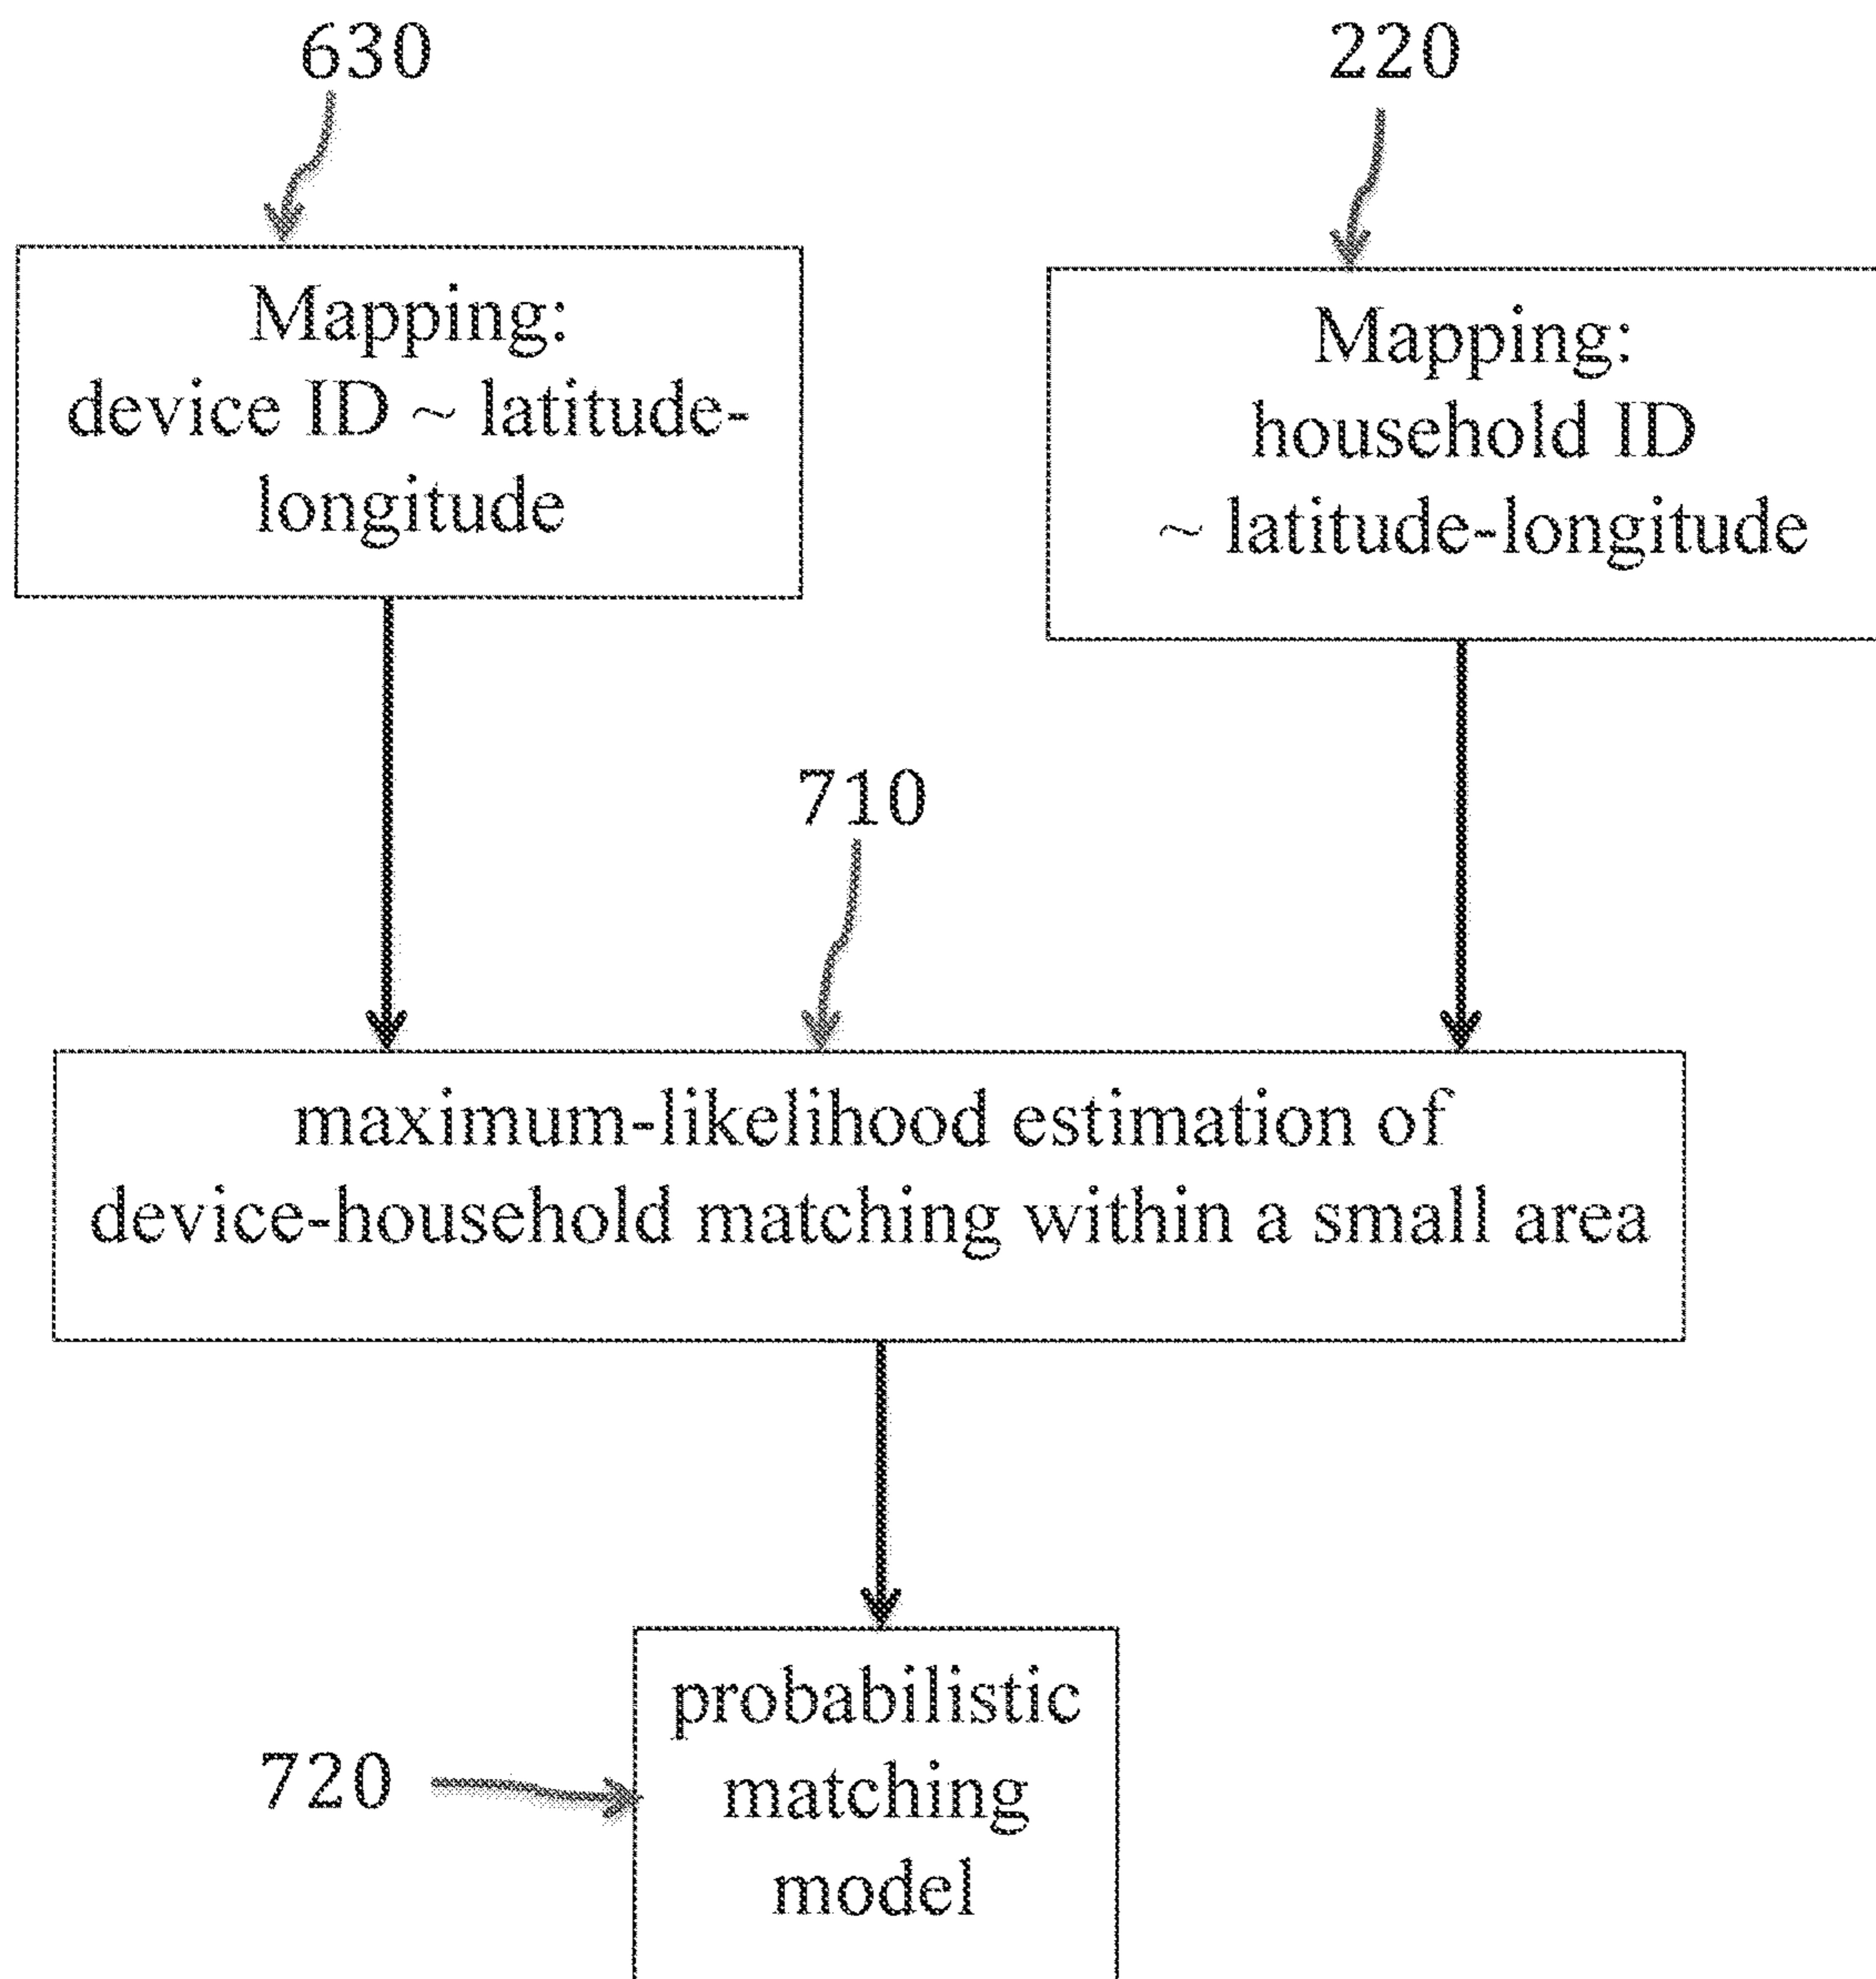 630
220
Mapping:
device ID ~ latitude-
longitude
Mapping:
household ID
~ latitude-longitude
710
maximum-likelihood estimation of
device-household matching within a small area
720
probabilistic
matching
model